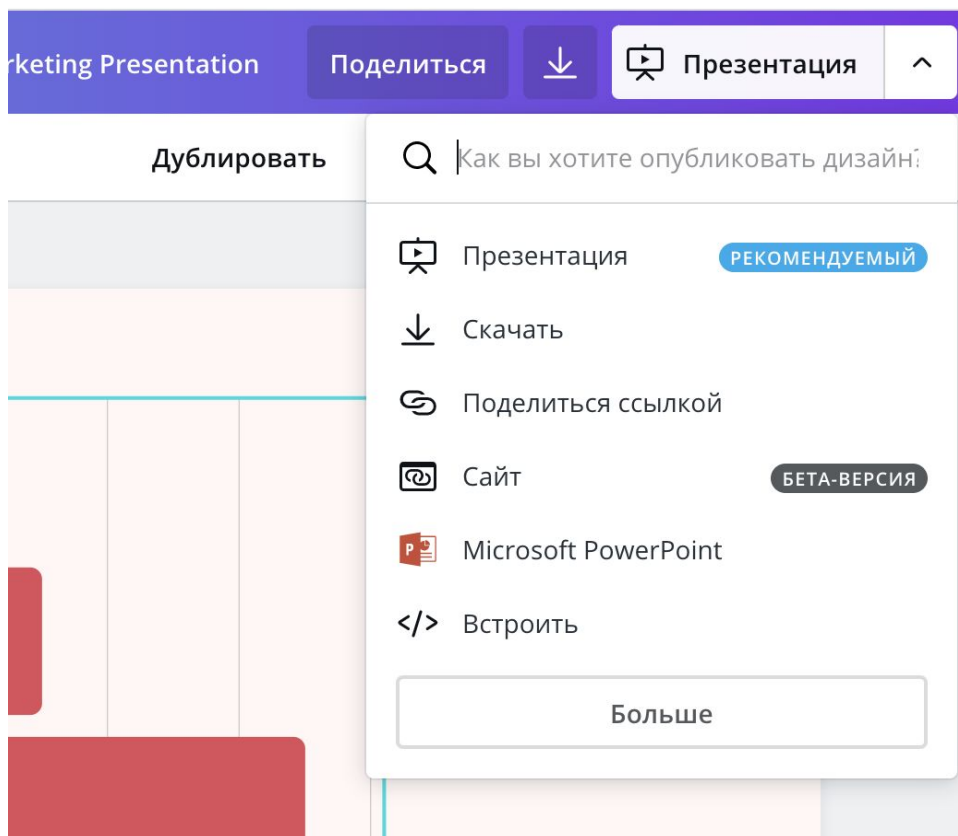 rketing Presentation Поделиться Презентация
Дублировать
Как вы хотите опубликовать дизайн?
Презентация РЕКОМЕНДУЕМЫЙ
Скачать
Поделиться ссылкой
Сайт БЕТА-ВЕРСИЯ
P Microsoft PowerPoint
</> Встроить
Больше